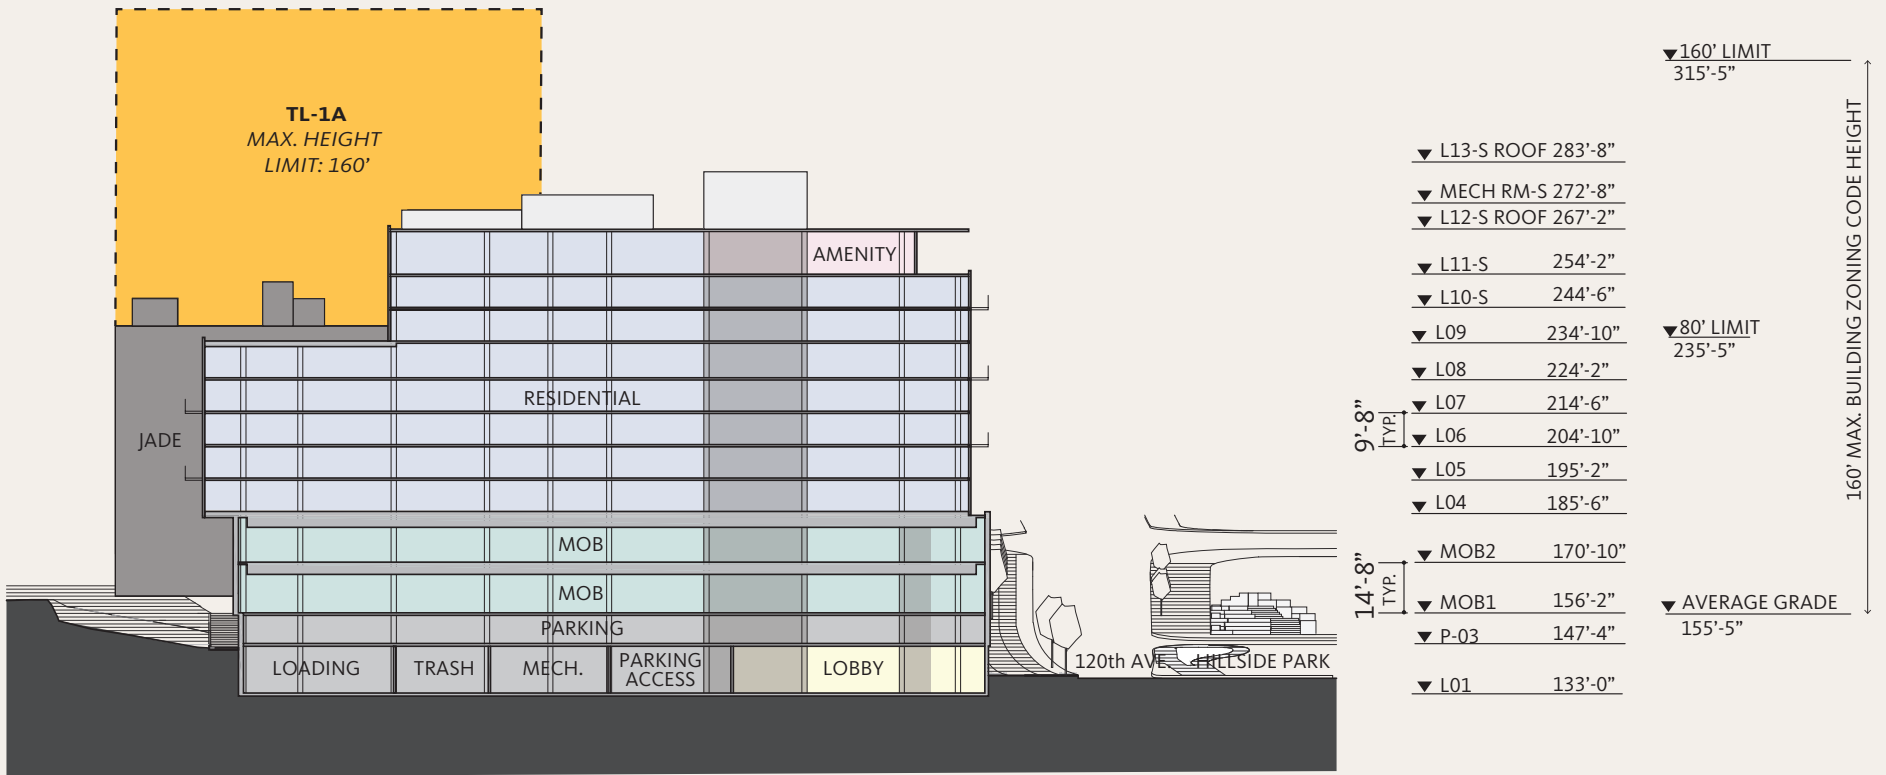 TL-1A
MAX. HEIGHT
LIMIT: 160’
AMENITY
RESIDENTIAL
JADE
MOB
MOB
PARKING
LOADING
TRASH
MECH.
PARKING
ACCESS
LOBBY
120th AVE.
HILLSIDE PARK
L13-S ROOF 283’-8”
MECH RM-S 272’-8”
L12-S ROOF 267’-2”
L11-S 254’-2”
L10-S 244’-6”
L09 234’-10”
L08 224’-2”
L07 214’-6”
L06 204’-10”
L05 195’-2”
L04 185’-6”
MOB2 170’-10”
MOB1 156’-2”
P-03 147’-4”
L01 133’-0”
9’-8”
TYP.
14’-8”
TYP.
160’ LIMIT
315’-5”
80’ LIMIT
235’-5”
AVERAGE GRADE
155’-5”
160’ MAX. BUILDING ZONING CODE HEIGHT